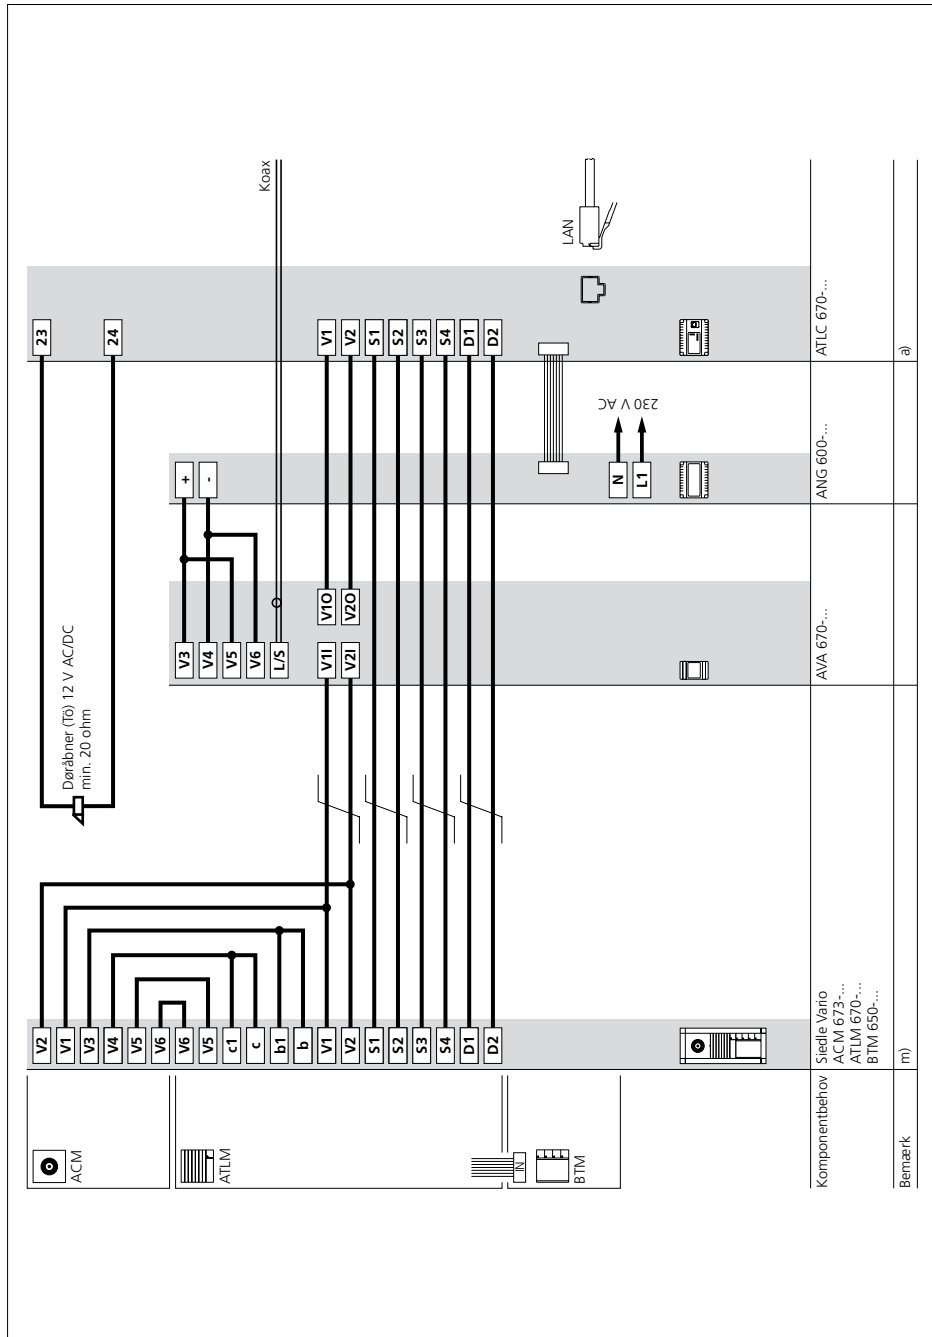 ACM
ATLM
IN
BTM
V2
V1
V3
V4
V5
V6
V6
V5
c1
c
b1
b
V1
V2
S1
S2
S3
S4
D1
D2
Døråbner (Tö) 12 V AC/DC
min. 20 ohm
V3
V4
V5
V6
L/S
V1I
V2I
V1O
V2O
+
-
N
L1
230 V AC
23
24
Koax
V1
V2
S1
S2
S3
S4
D1
D2
LAN
Komponentbehov
Siedle Vario
ACM 673-...
ATLM 670-...
BTM 650-...
AVA 670-...
ANG 600-...
ATLC 670-...
Bemærk
m)
a)